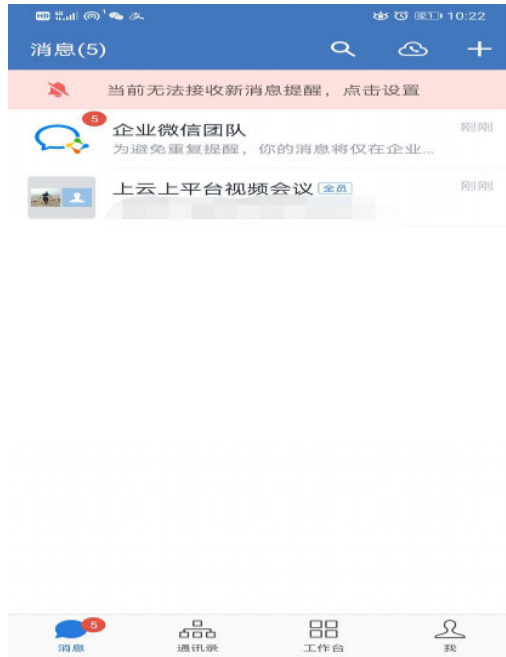 10:22
消息(5)
当前无法接收新消息提醒，点击设置
5
企业微信团队
刚刚
为避免重复提醒，你的消息将仅在企业...
上云上平台视频会议 全员
刚刚
5
消息
通讯录
工作台
我